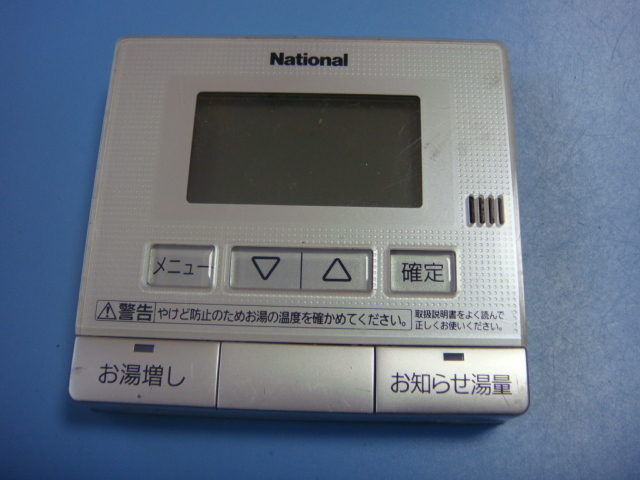 National
メニュー
▽
△
確定
警告 やけど防止のためお湯の温度を確かめてください。
取扱説明書をよく読んで
正しくお使いください。
お湯増し
お知らせ湯量